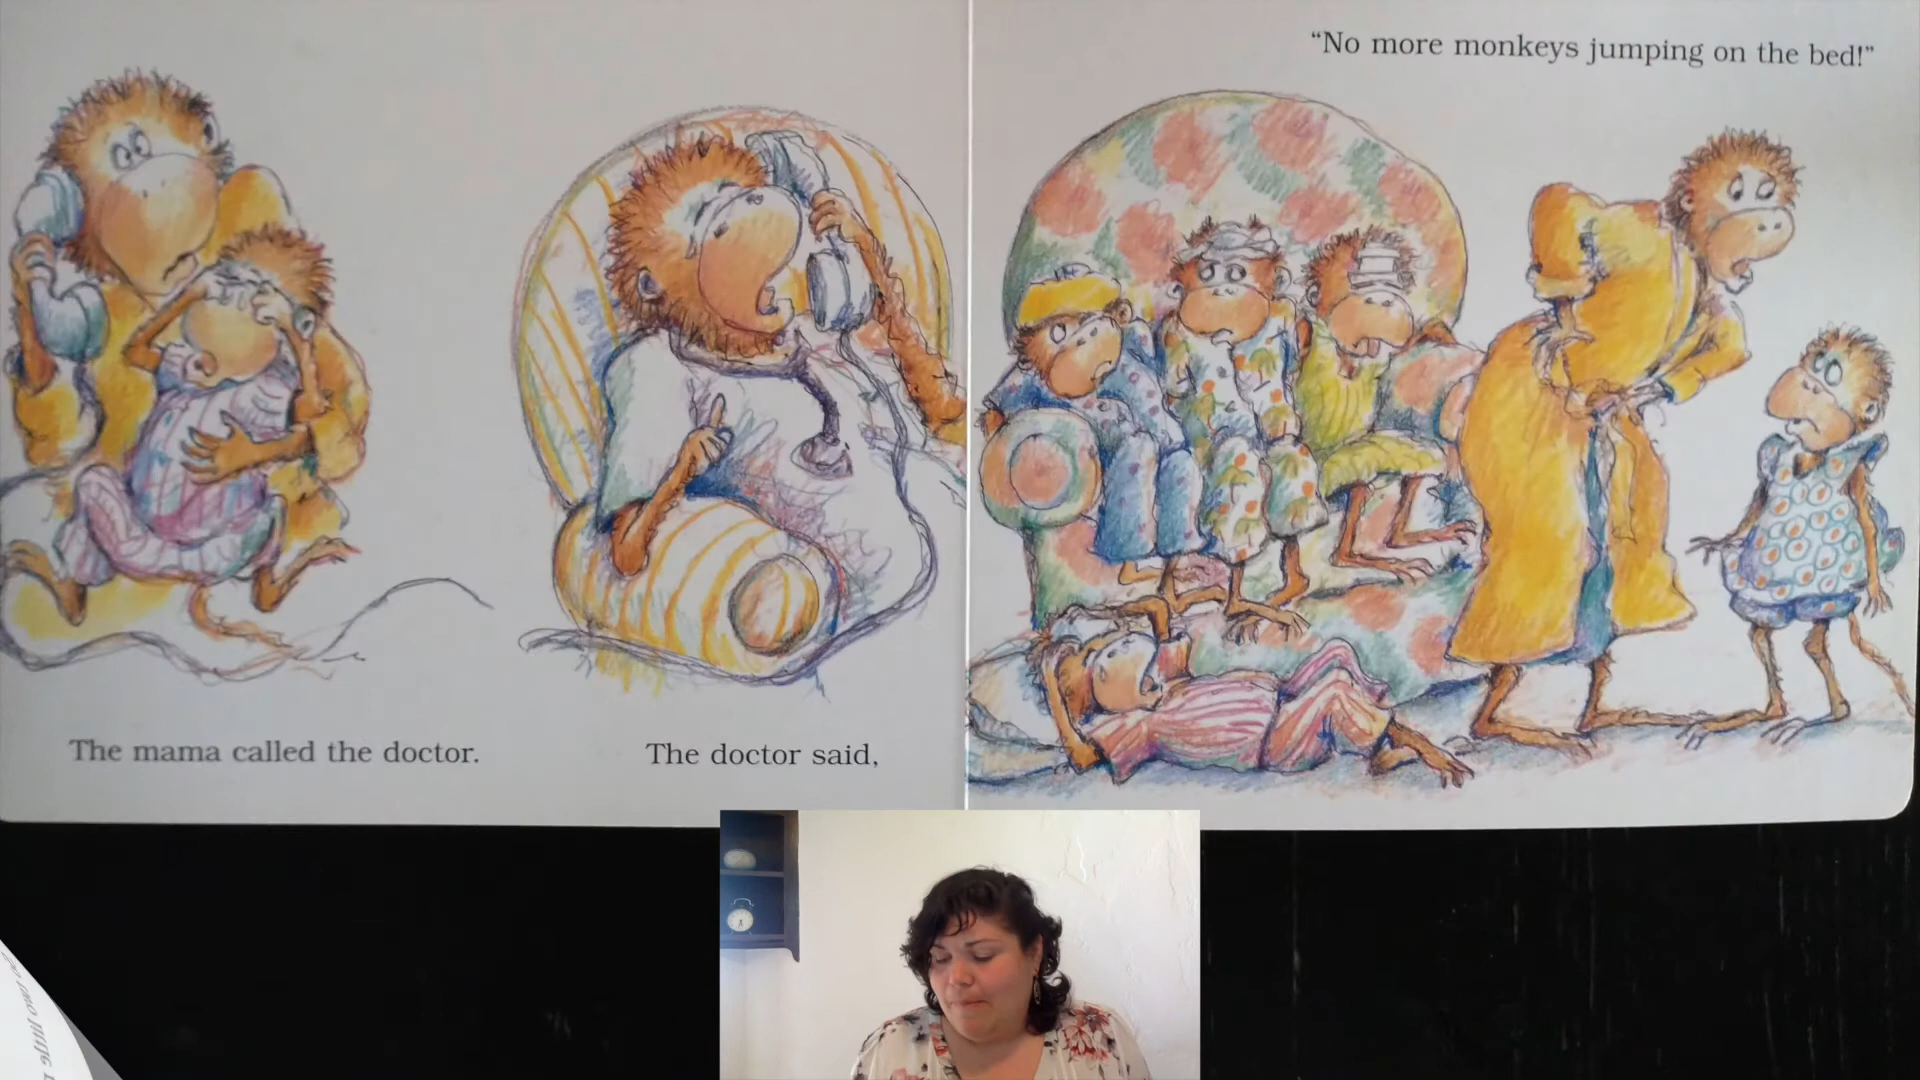 The mama called the doctor.
The doctor said,
“No more monkeys jumping on the bed!”